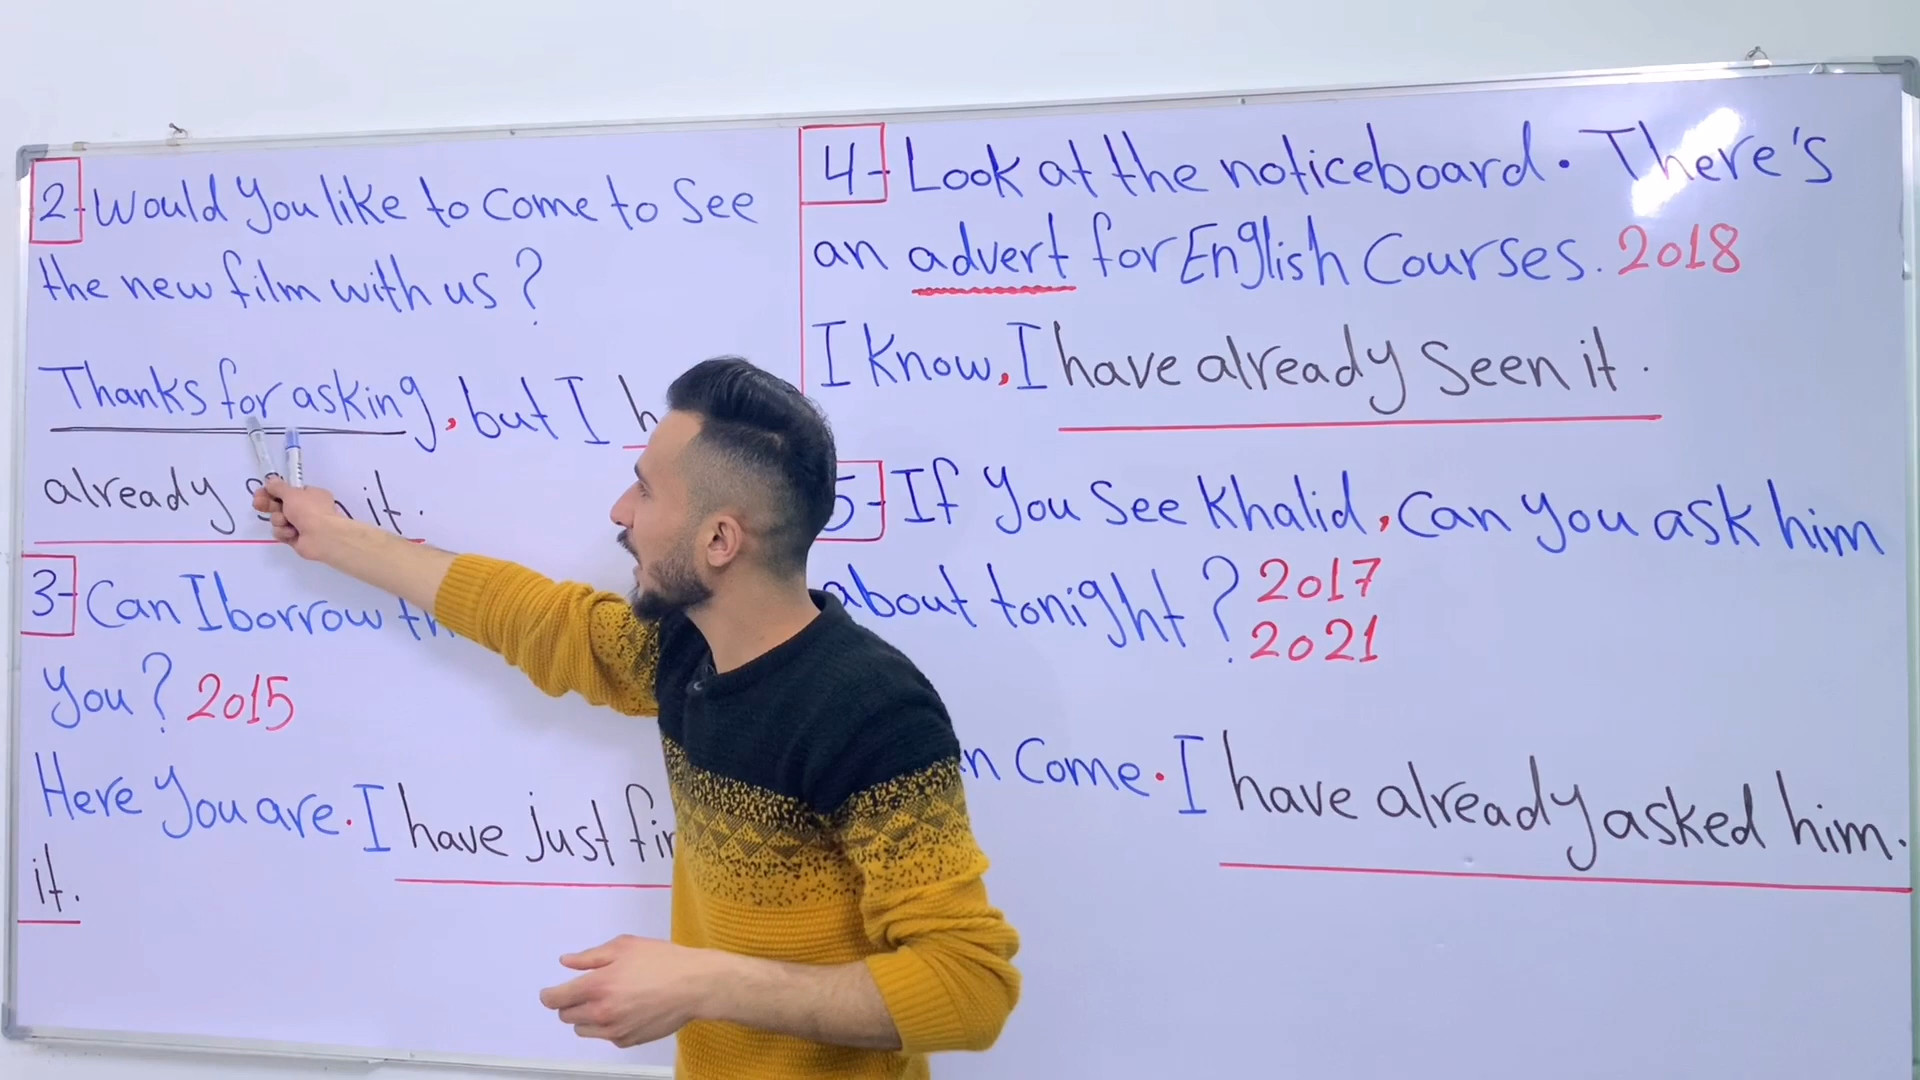 2- Would you like to come to see
the new film with us?
Thanks for asking, but I
already it.
3- Can I borrow
you? 2015
Here you are. I have just
it.
4- Look at the noticeboard. There's
an advert for English Courses. 2018
I know, I have already seen it.
5- If you see Khalid, can you ask him
about tonight? 2017
2021
come. I have already asked him.